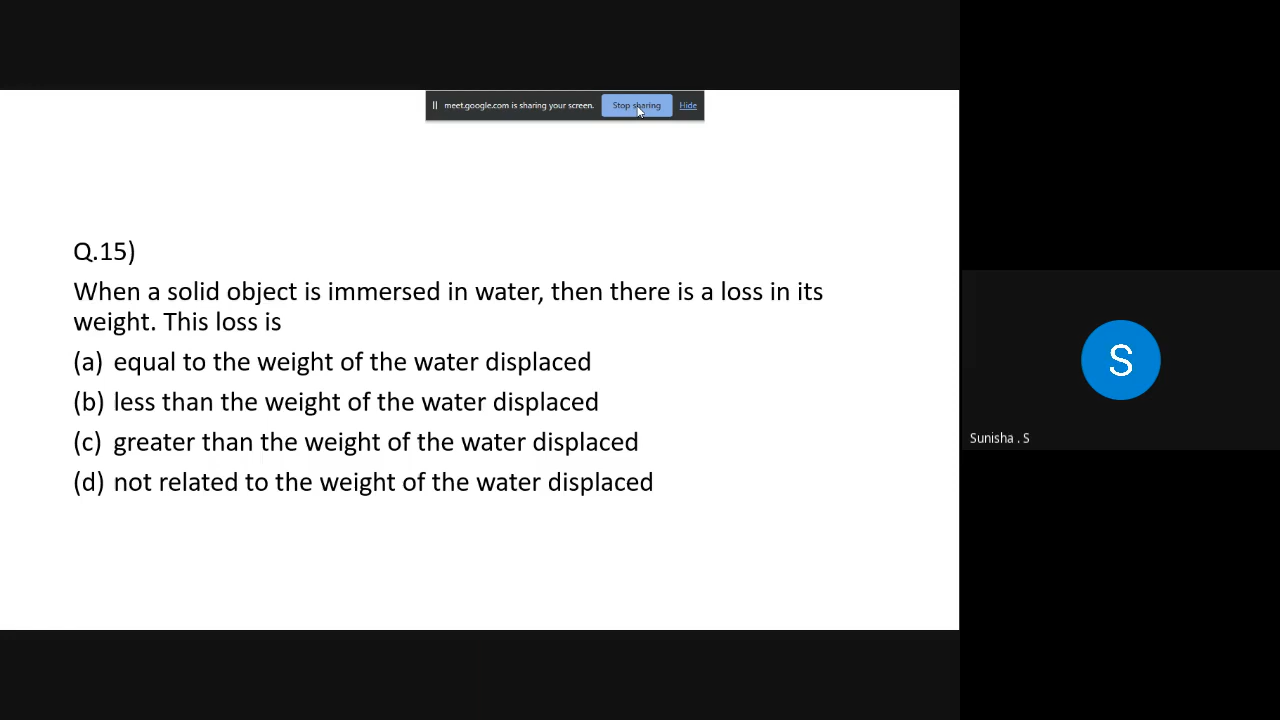 meet.google.com is sharing your screen. Stop sharing Hide
Q.15)
When a solid object is immersed in water, then there is a loss in its
weight. This loss is
(a) equal to the weight of the water displaced
(b) less than the weight of the water displaced
(c) greater than the weight of the water displaced
(d) not related to the weight of the water displaced
S
Sunisha . S